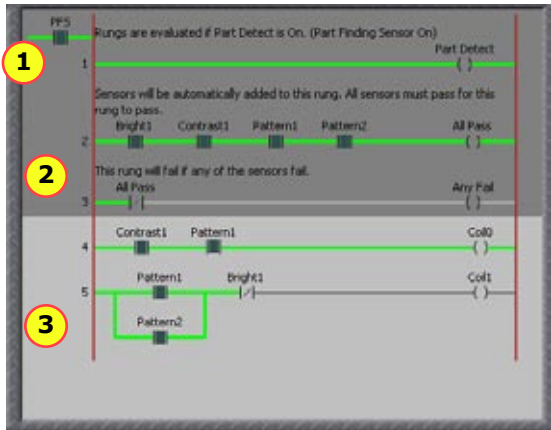 PFS
Rungs are evaluated if Part Detect is On. (Part Finding Sensor On)
Part Detect
1
1
Sensors will be automatically added to this rung. All sensors must pass for this
rung to pass.
Bright1 Contrast1 Pattern1 Pattern2 All Pass
2
This rung will fail if any of the sensors fail.
2
All Pass Any Fail
3
Contrast1 Pattern1 Coil0
4
Pattern1 Bright1 Coil1
5
Pattern2
3